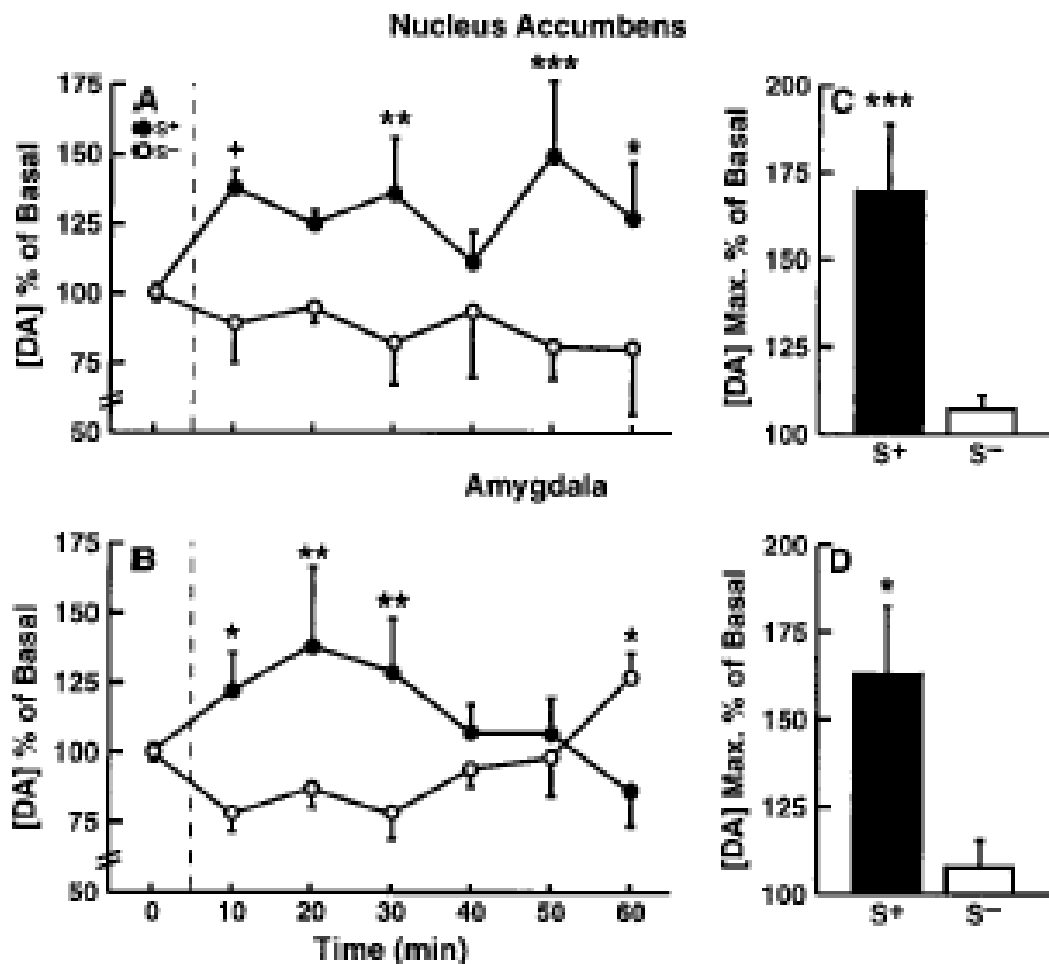 Nucleus Accumbens
[DA] % of Basal
175
150
125
100
75
50
A
S+
S−
+
**
***
*
[DA] Max. % of Basal
200
175
150
125
100
C
***
S+
S−
Amygdala
[DA] % of Basal
175
150
125
100
75
50
B
*
**
**
*
0 10 20 30 40 50 60
Time (min)
[DA] Max. % of Basal
200
175
150
125
100
D
*
S+
S−